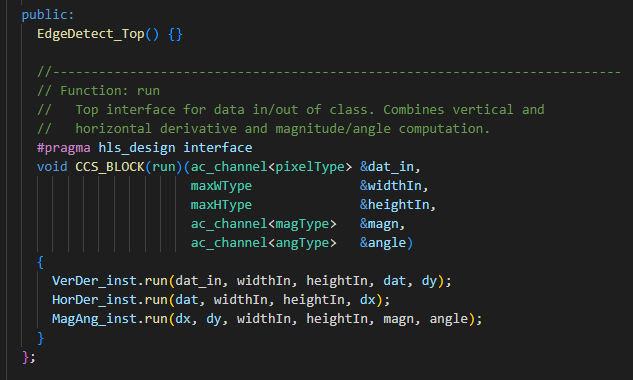 public:
  EdgeDetect_Top() {}
  //--------------------------------------------------------------------------
  // Function: run
  //   Top interface for data in/out of class. Combines vertical and
  //   horizontal derivative and magnitude/angle computation.
  #pragma hls_design interface
  void CCS_BLOCK(run)(ac_channel<pixelType> &dat_in,
                      maxWType              &widthIn,
                      maxHType              &heightIn,
                      ac_channel<magType>   &magn,
                      ac_channel<angType>   &angle)
  {
    VerDer_inst.run(dat_in, widthIn, heightIn, dat, dy);
    HorDer_inst.run(dat, widthIn, heightIn, dx);
    MagAng_inst.run(dx, dy, widthIn, heightIn, magn, angle);
  }
};